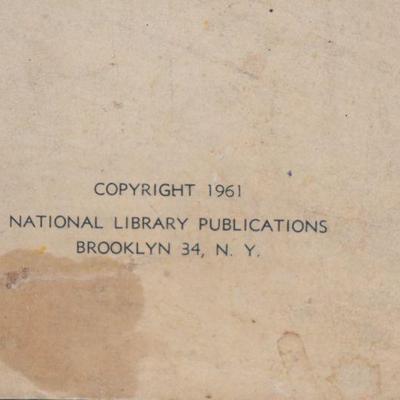 COPYRIGHT 1961
NATIONAL LIBRARY PUBLICATIONS
BROOKLYN 34, N. Y.